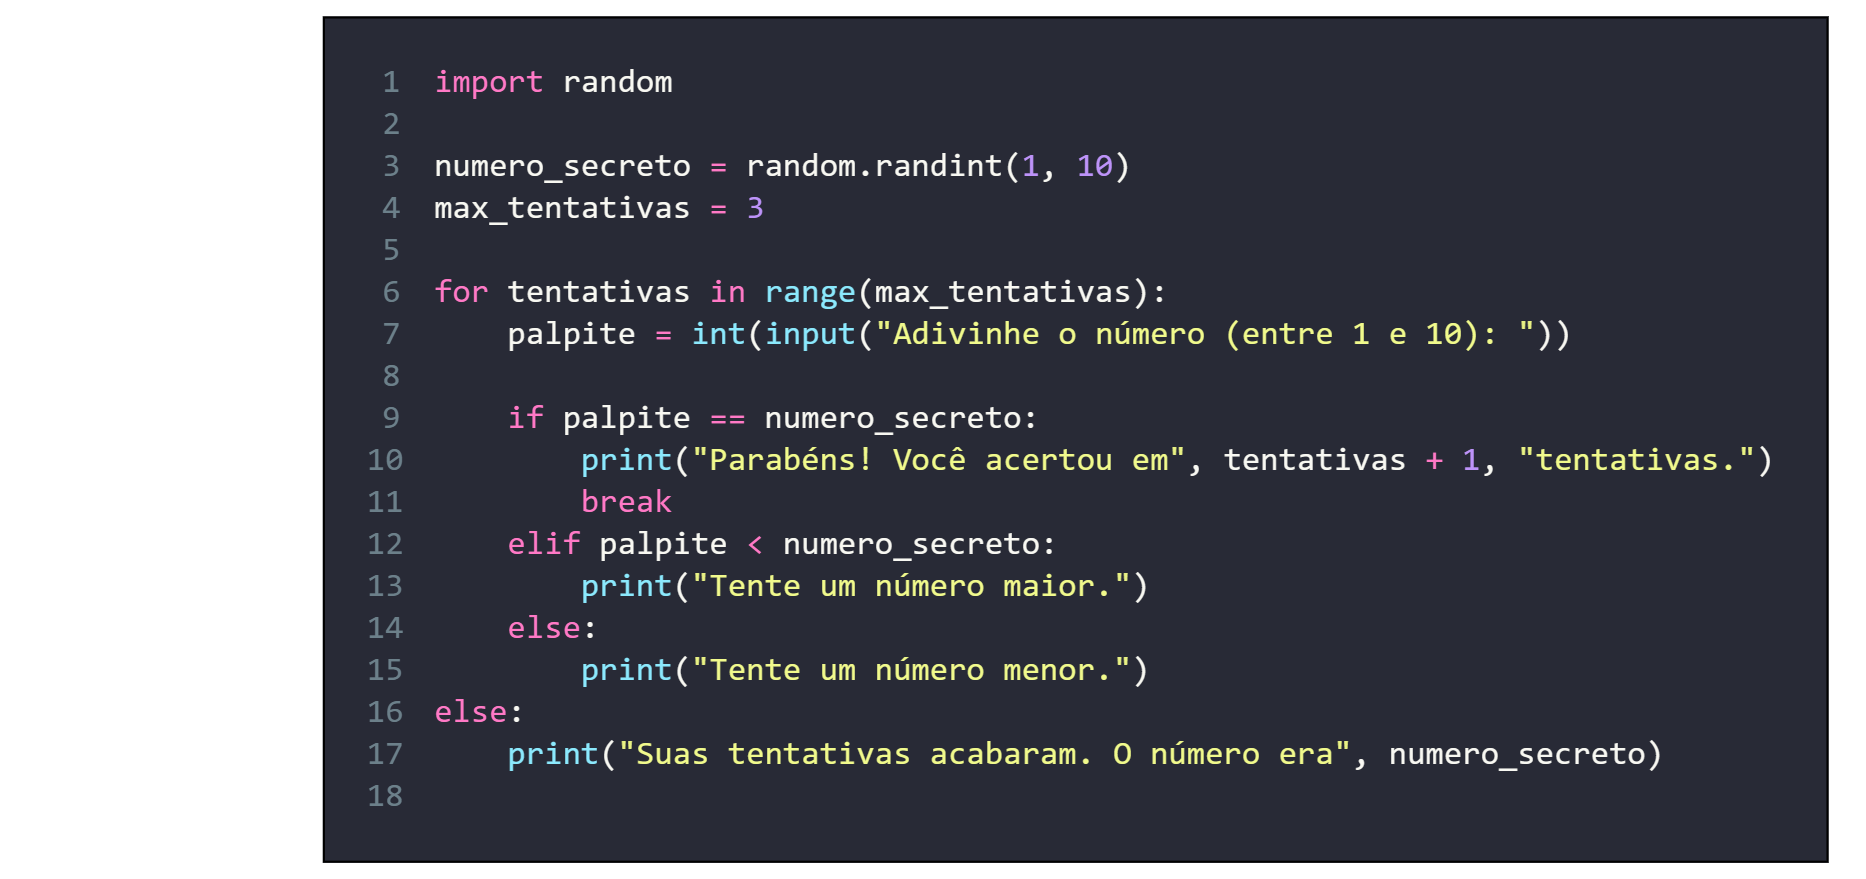 1 import random
2
3 numero_secreto = random.randint(1, 10)
4 max_tentativas = 3
5
6 for tentativas in range(max_tentativas):
7     palpite = int(input("Adivinhe o número (entre 1 e 10): "))
8
9     if palpite == numero_secreto:
10         print("Parabéns! Você acertou em", tentativas + 1, "tentativas.")
11         break
12     elif palpite < numero_secreto:
13         print("Tente um número maior.")
14     else:
15         print("Tente um número menor.")
16 else:
17     print("Suas tentativas acabaram. O número era", numero_secreto)
18